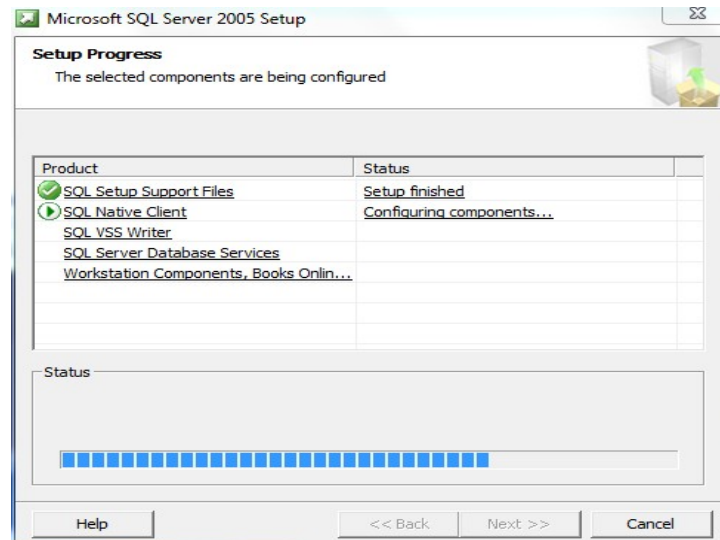 Microsoft SQL Server 2005 Setup
Setup Progress
The selected components are being configured
Product Status
SQL Setup Support Files Setup finished
SQL Native Client Configuring components...
SQL VSS Writer
SQL Server Database Services
Workstation Components, Books Onlin...
Status
Help << Back Next >> Cancel